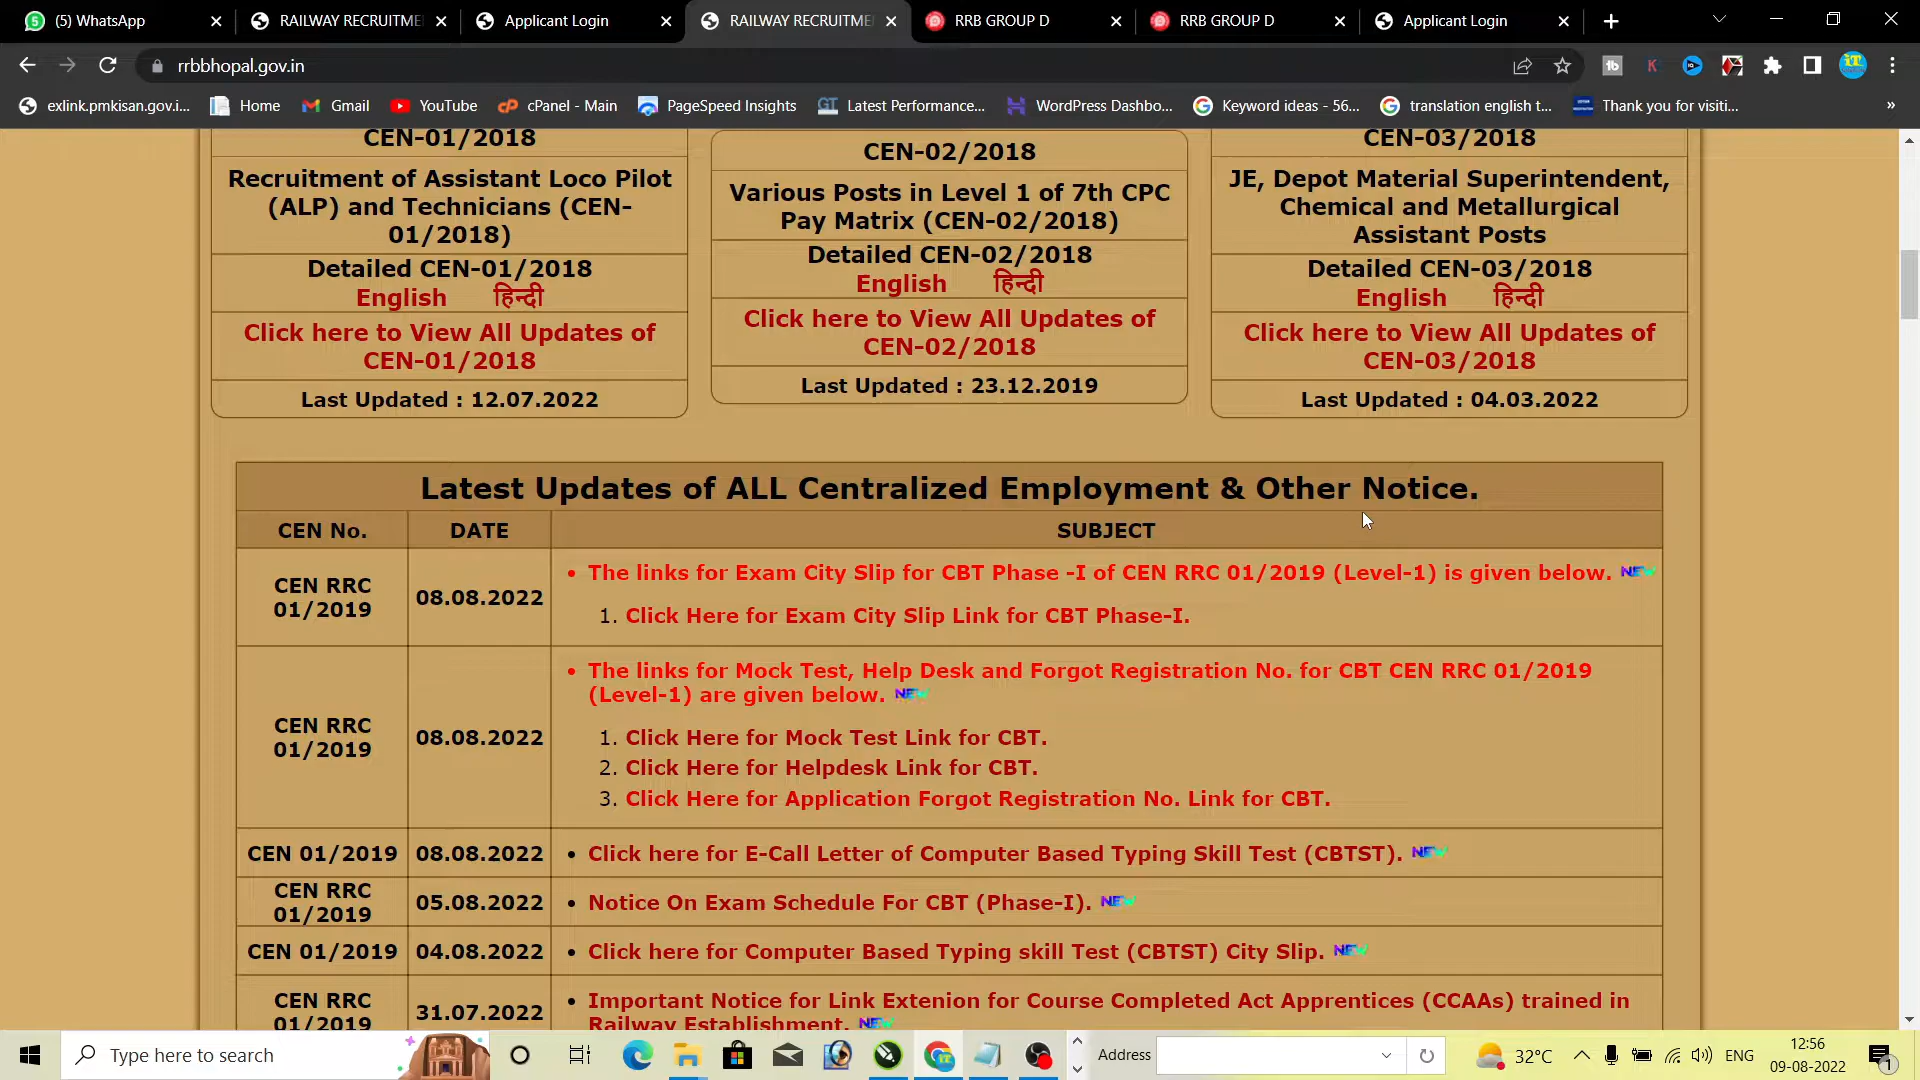 (5) WhatsApp
RAILWAY RECRUITME
Applicant Login
RAILWAY RECRUITME
RRB GROUP D
RRB GROUP D
Applicant Login
rrbbhopal.gov.in
exlink.pmkisan.gov.i...
Home
Gmail
YouTube
cPanel - Main
PageSpeed Insights
Latest Performance...
WordPress Dashbo...
Keyword ideas - 56...
translation english t...
Thank you for visiti...
»
CEN-01/2018
Recruitment of Assistant Loco Pilot
(ALP) and Technicians (CEN-
01/2018)
Detailed CEN-01/2018
English हिन्दी
Click here to View All Updates of
CEN-01/2018
Last Updated : 12.07.2022
CEN-02/2018
Various Posts in Level 1 of 7th CPC
Pay Matrix (CEN-02/2018)
Detailed CEN-02/2018
English हिन्दी
Click here to View All Updates of
CEN-02/2018
Last Updated : 23.12.2019
CEN-03/2018
JE, Depot Material Superintendent,
Chemical and Metallurgical
Assistant Posts
Detailed CEN-03/2018
English हिन्दी
Click here to View All Updates of
CEN-03/2018
Last Updated : 04.03.2022
Latest Updates of ALL Centralized Employment & Other Notice.
CEN No. DATE SUBJECT
CEN RRC
01/2019
08.08.2022
• The links for Exam City Slip for CBT Phase -I of CEN RRC 01/2019 (Level-1) is given below. NEW
1. Click Here for Exam City Slip Link for CBT Phase-I.
CEN RRC
01/2019
08.08.2022
• The links for Mock Test, Help Desk and Forgot Registration No. for CBT CEN RRC 01/2019
(Level-1) are given below. NEW
1. Click Here for Mock Test Link for CBT.
2. Click Here for Helpdesk Link for CBT.
3. Click Here for Application Forgot Registration No. Link for CBT.
CEN 01/2019 08.08.2022 • Click here for E-Call Letter of Computer Based Typing Skill Test (CBTST). NEW
CEN RRC
01/2019
05.08.2022
• Notice On Exam Schedule For CBT (Phase-I). NEW
CEN 01/2019 04.08.2022 • Click here for Computer Based Typing skill Test (CBTST) City Slip. NEW
CEN RRC
01/2019
31.07.2022
• Important Notice for Link Extenion for Course Completed Act Apprentices (CCAAs) trained in
Railway Establishment. NEW
Type here to search
Address
32°C
ENG
12:56
09-08-2022
1